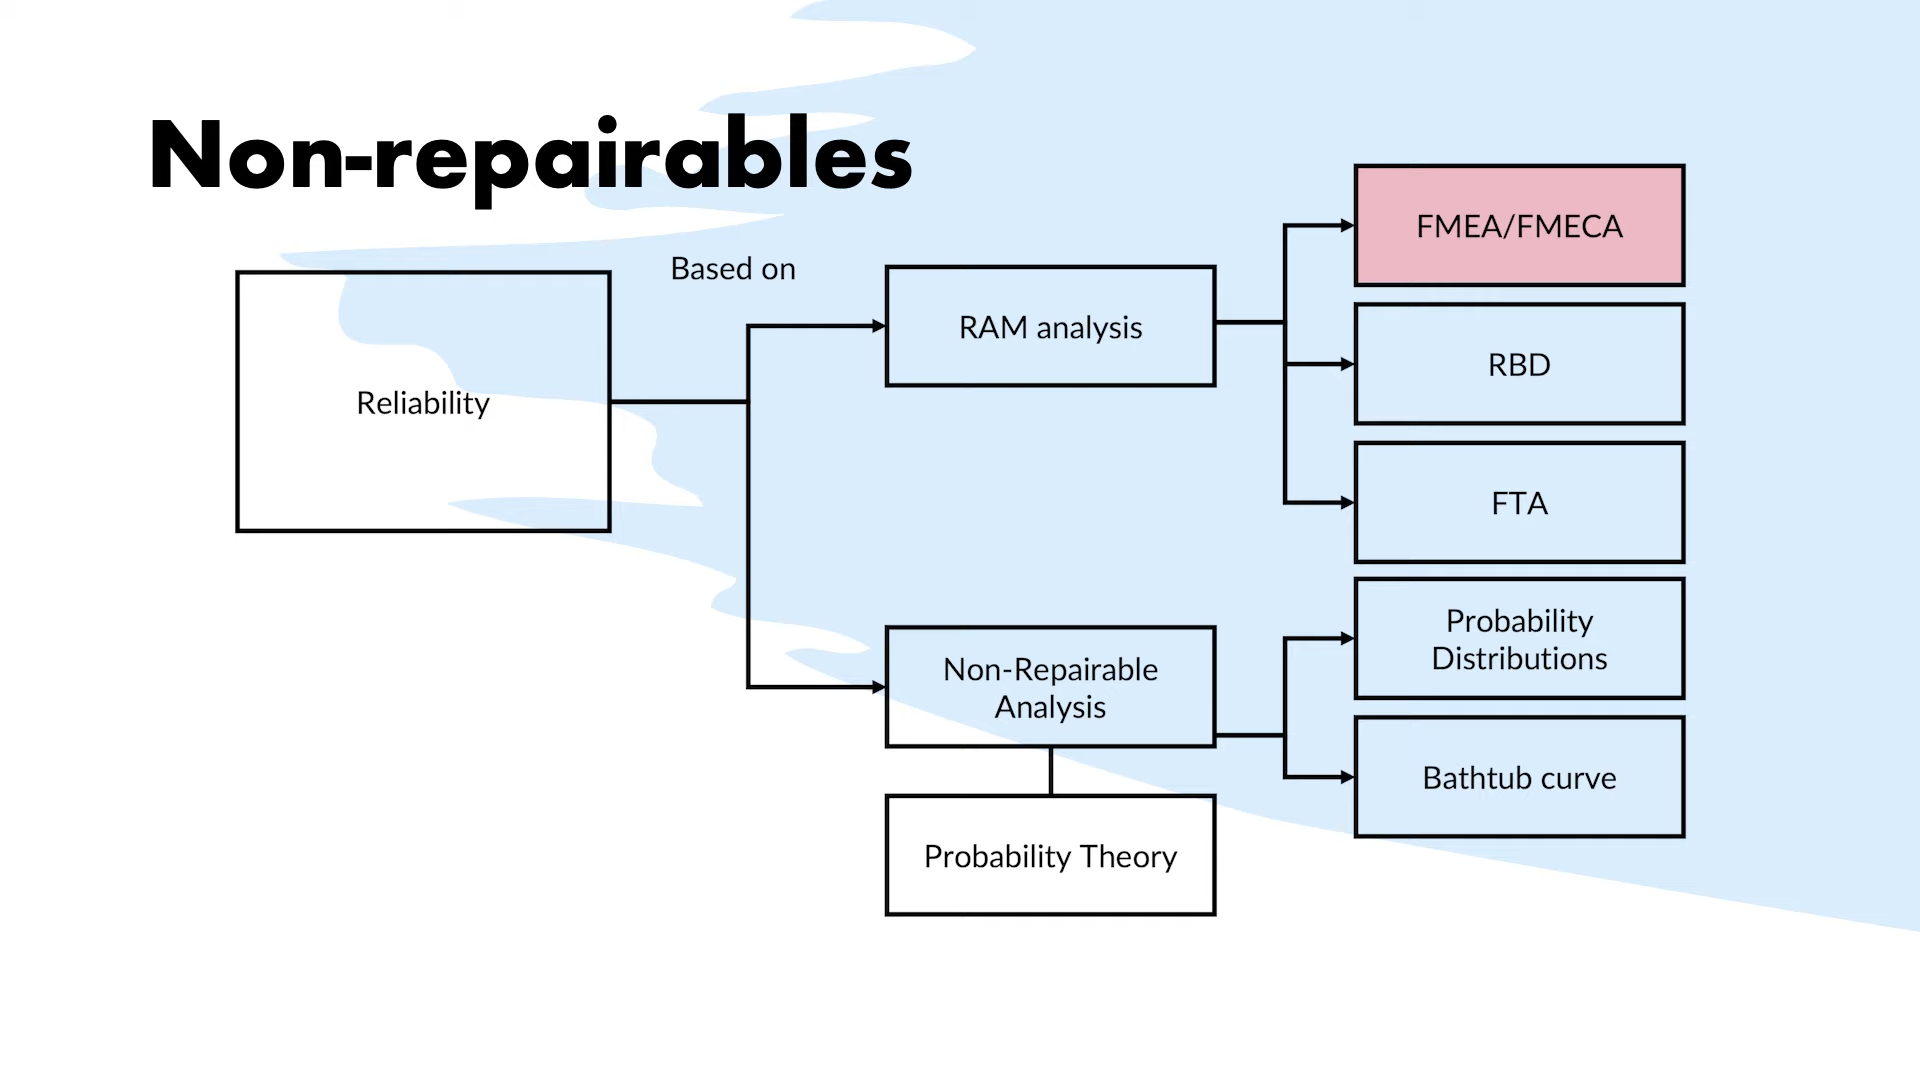 Non-repairables
Based on
Reliability
RAM analysis
FMEA/FMECA
RBD
FTA
Non-Repairable
Analysis
Probability Theory
Probability
Distributions
Bathtub curve